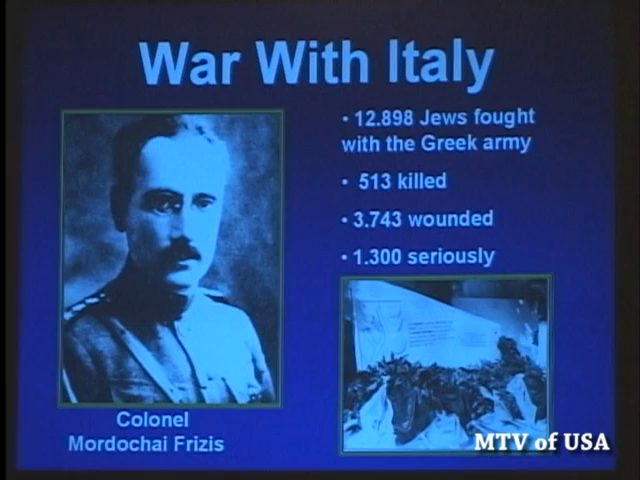 War With Italy
• 12.898 Jews fought
with the Greek army
• 513 killed
• 3.743 wounded
• 1.300 seriously
Colonel
Mordochai Frizis
MTV of USA